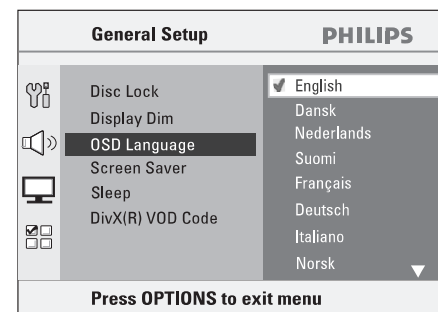 General Setup
PHILIPS
Disc Lock
Display Dim
OSD Language
Screen Saver
Sleep
DivX(R) VOD Code
English
Dansk
Nederlands
Suomi
Français
Deutsch
Italiano
Norsk
Press OPTIONS to exit menu